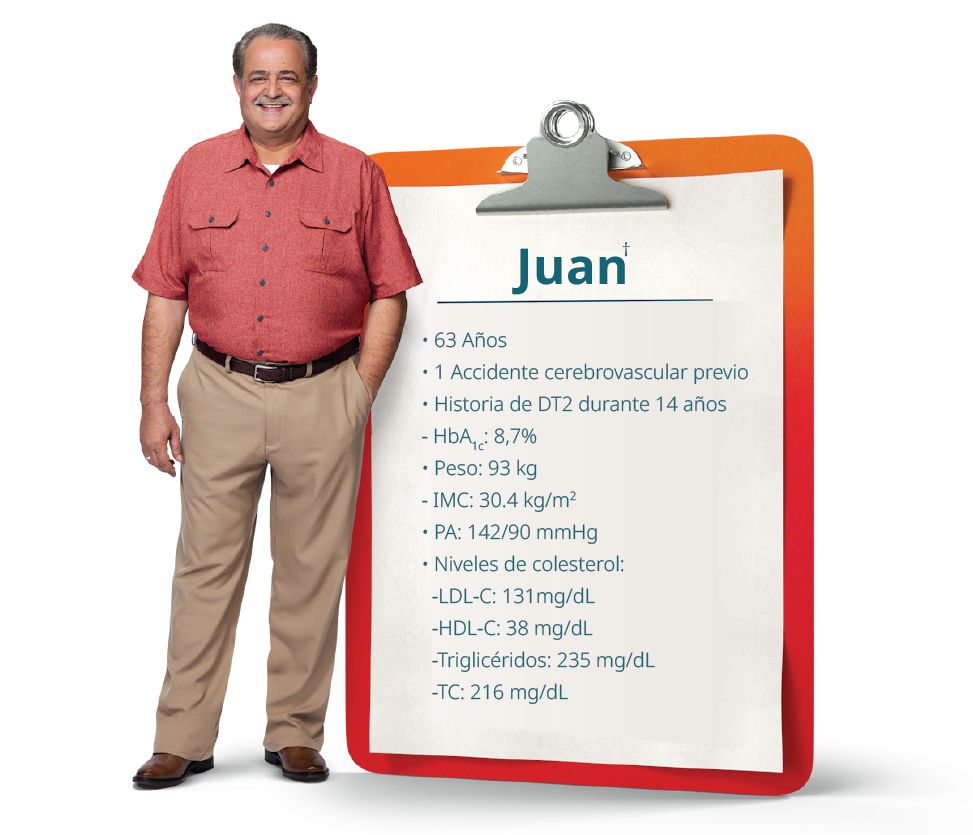 Juan†
• 63 Años
• 1 Accidente cerebrovascular previo
• Historia de DT2 durante 14 años
- HbA1c: 8,7%
• Peso: 93 kg
- IMC: 30.4 kg/m²
• PA: 142/90 mmHg
• Niveles de colesterol:
-LDL-C: 131mg/dL
-HDL-C: 38 mg/dL
-Triglicéridos: 235 mg/dL
-TC: 216 mg/dL